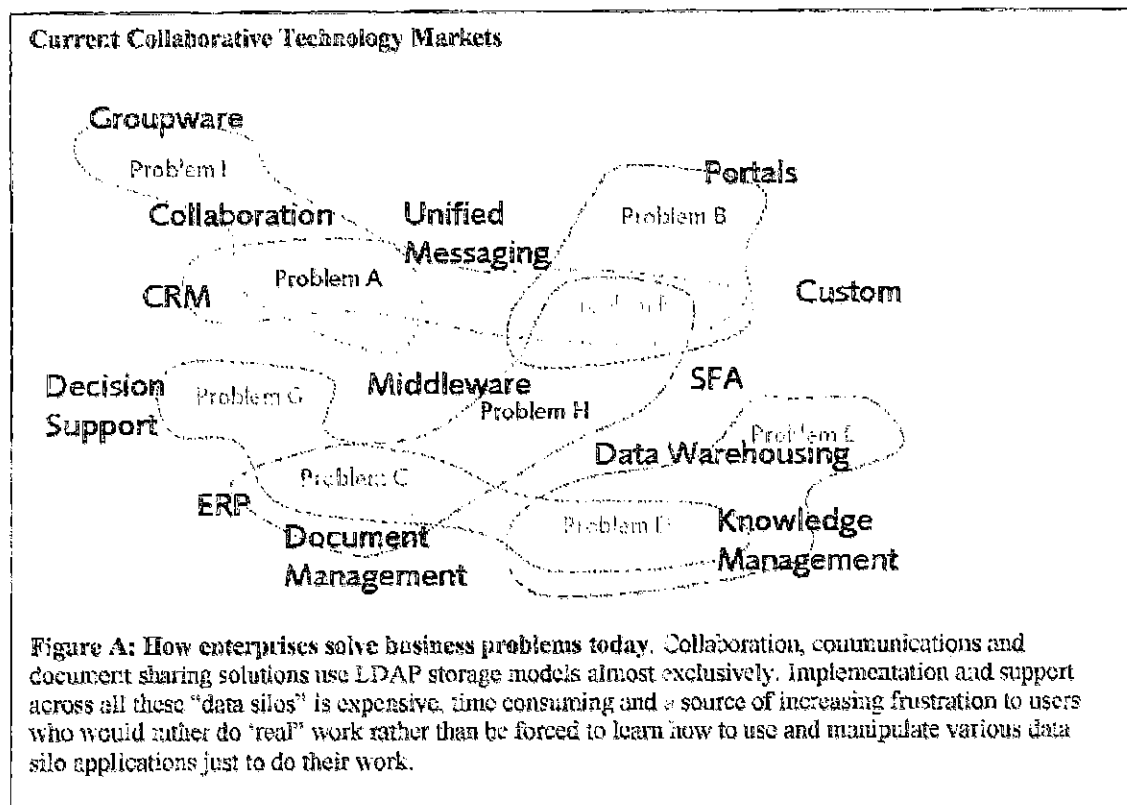 Current Collaborative Technology Markets
Groupware
Problem I
Portals
Collaboration
Unified
Messaging
Problem B
Problem A
CRM
Custom
Decision
Support
Problem G
Middleware
Problem H
SFA
Data Warehousing
Problem
ERP
Problem C
Document
Management
Problem D
Knowledge
Management
Figure A: How enterprises solve business problems today. Collaboration, communications and
document sharing solutions use LDAP storage models almost exclusively. Implementation and support
across all these "data silos" is expensive, time consuming and a source of increasing frustration to users
who would rather do "real" work rather than be forced to learn how to use and manipulate various data
silo applications just to do their work.